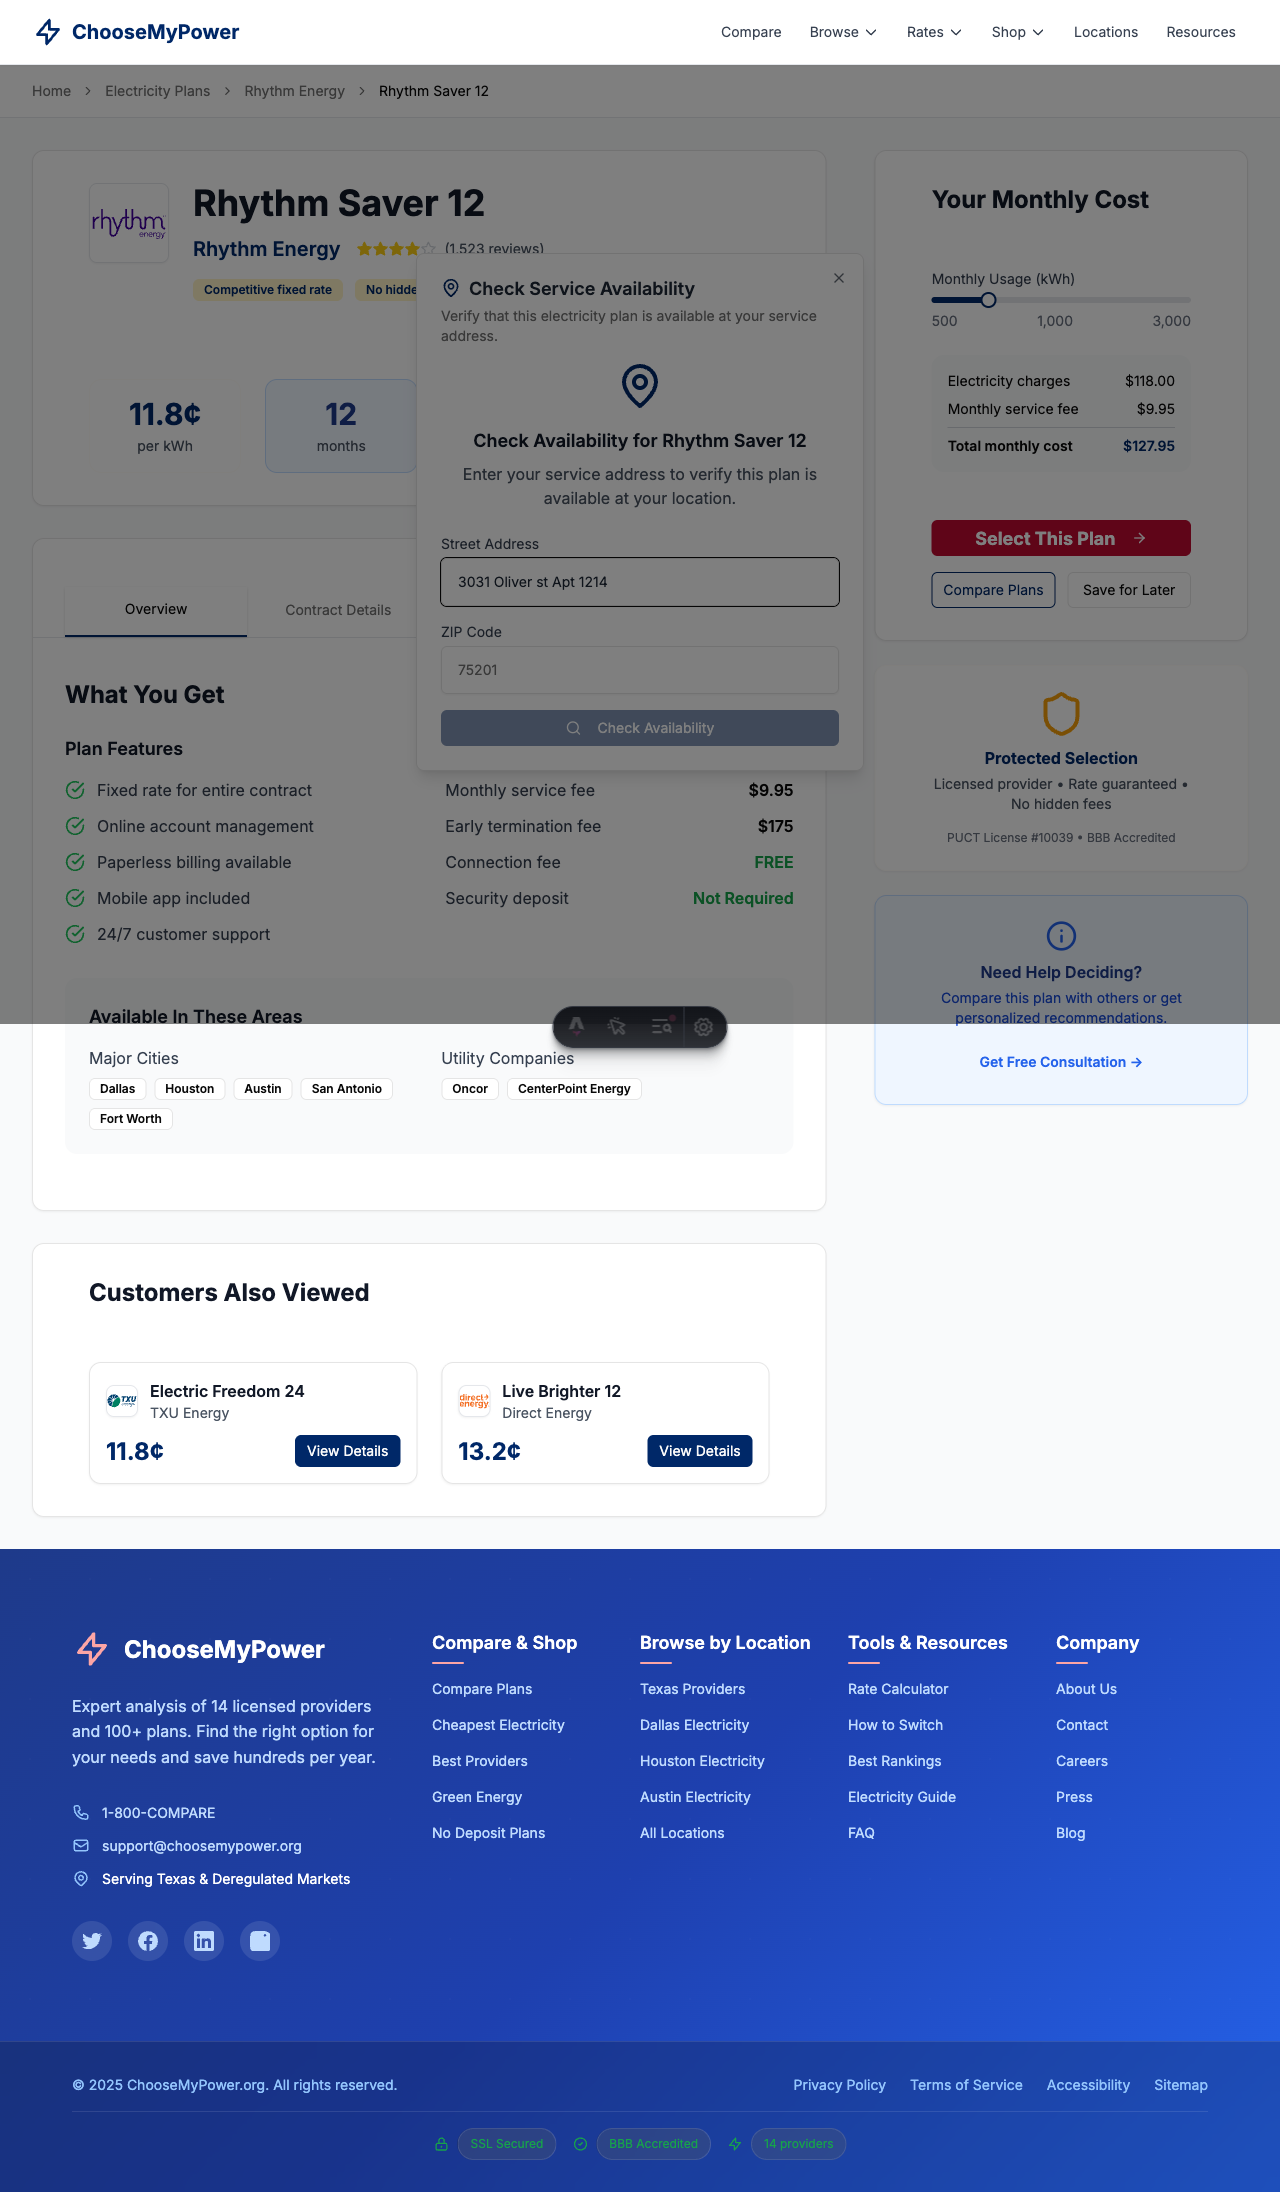 ChooseMyPower
Compare
Browse
Rates
Shop
Locations
Resources
Home
Electricity Plans
Rhythm Energy
Rhythm Saver 12
rhythm
energy
Rhythm Saver 12
Rhythm Energy
(1,523 reviews)
Competitive fixed rate
No hidde
11.8¢
per kWh
12
months
Check Service Availability
Verify that this electricity plan is available at your service
address.
Check Availability for Rhythm Saver 12
Enter your service address to verify this plan is
available at your location.
Street Address
3031 Oliver st Apt 1214
ZIP Code
75201
Check Availability
Overview
Contract Details
What You Get
Plan Features
Fixed rate for entire contract
Online account management
Paperless billing available
Mobile app included
24/7 customer support
Monthly service fee $9.95
Early termination fee $175
Connection fee FREE
Security deposit Not Required
Available In These Areas
Major Cities
Dallas
Houston
Austin
San Antonio
Fort Worth
Utility Companies
Oncor
CenterPoint Energy
Your Monthly Cost
Monthly Usage (kWh)
500 1,000 3,000
Electricity charges $118.00
Monthly service fee $9.95
Total monthly cost $127.95
Select This Plan
Compare Plans
Save for Later
Protected Selection
Licensed provider • Rate guaranteed •
No hidden fees
PUCT License #10039 • BBB Accredited
Need Help Deciding?
Compare this plan with others or get
personalized recommendations.
Get Free Consultation →
Customers Also Viewed
TXU
energy
Electric Freedom 24
TXU Energy
11.8¢
View Details
direct
energy
Live Brighter 12
Direct Energy
13.2¢
View Details
ChooseMyPower
Expert analysis of 14 licensed providers
and 100+ plans. Find the right option for
your needs and save hundreds per year.
1-800-COMPARE
support@choosemypower.org
Serving Texas & Deregulated Markets
Compare & Shop
Compare Plans
Cheapest Electricity
Best Providers
Green Energy
No Deposit Plans
Browse by Location
Texas Providers
Dallas Electricity
Houston Electricity
Austin Electricity
All Locations
Tools & Resources
Rate Calculator
How to Switch
Best Rankings
Electricity Guide
FAQ
Company
About Us
Contact
Careers
Press
Blog
© 2025 ChooseMyPower.org. All rights reserved.
Privacy Policy
Terms of Service
Accessibility
Sitemap
SSL Secured
BBB Accredited
14 providers